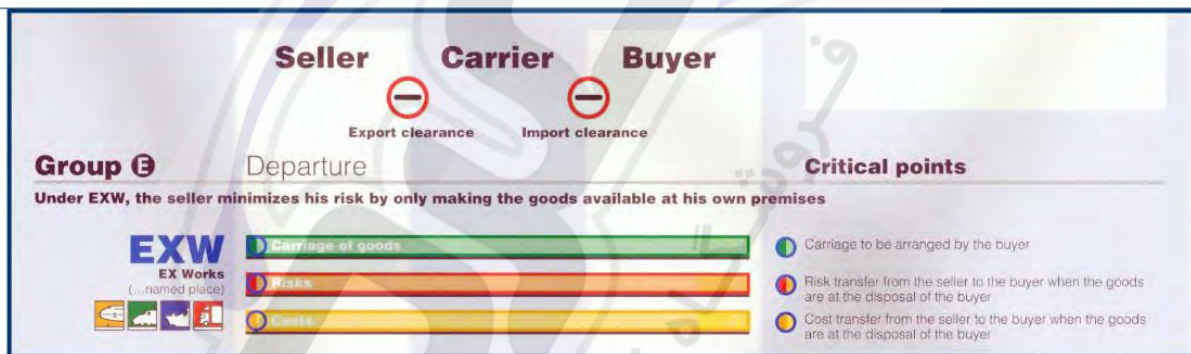 Seller Carrier Buyer
Export clearance Import clearance
Group E Departure Critical points
Under EXW, the seller minimizes his risk by only making the goods available at his own premises
EXW
EX Works
(...named place)
Carriage of goods
Risks
Costs
Carriage to be arranged by the buyer
Risk transfer from the seller to the buyer when the goods
are at the disposal of the buyer
Cost transfer from the seller to the buyer when the goods
are at the disposal of the buyer